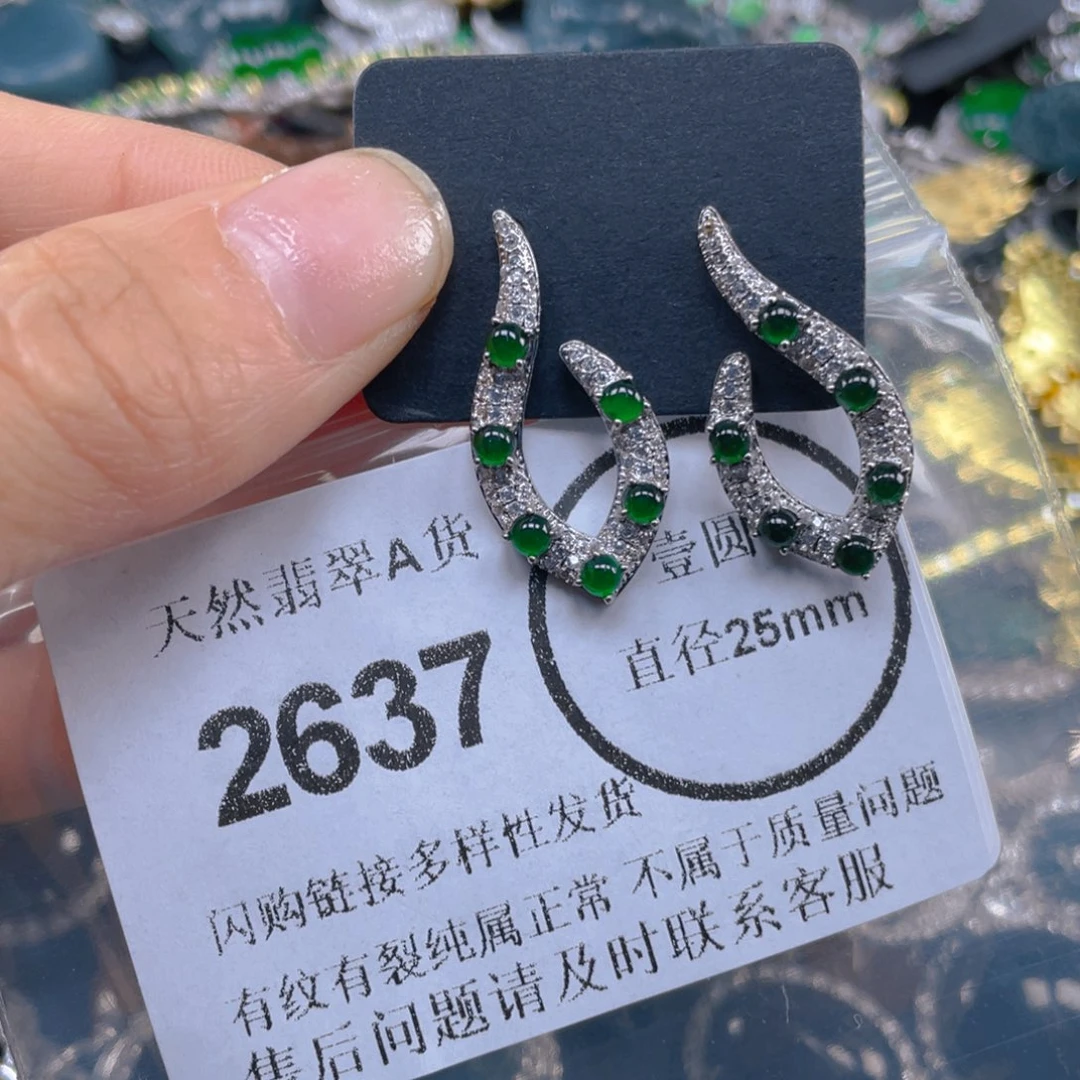 天然翡翠A货
2637
壹圆
直径25mm
闪购链接多样性发货
有纹有裂纯属正常 不属于质量问题
售后问题请及时联系客服